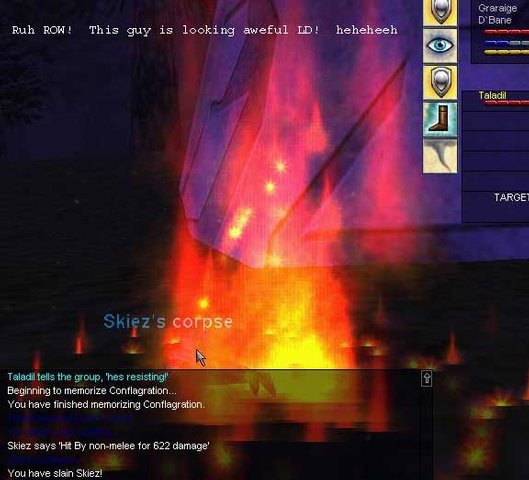 Ruh ROW!  This guy is looking aweful LD!  heheheeh
Graraige
D`Bane
Taladil
TARGET
Skiez's corpse
Taladil tells the group, 'hes resisting!'
Beginning to memorize Conflagration...
You have finished memorizing Conflagration.
Skiez says 'Hit By non-melee for 622 damage'
You have slain Skiez!